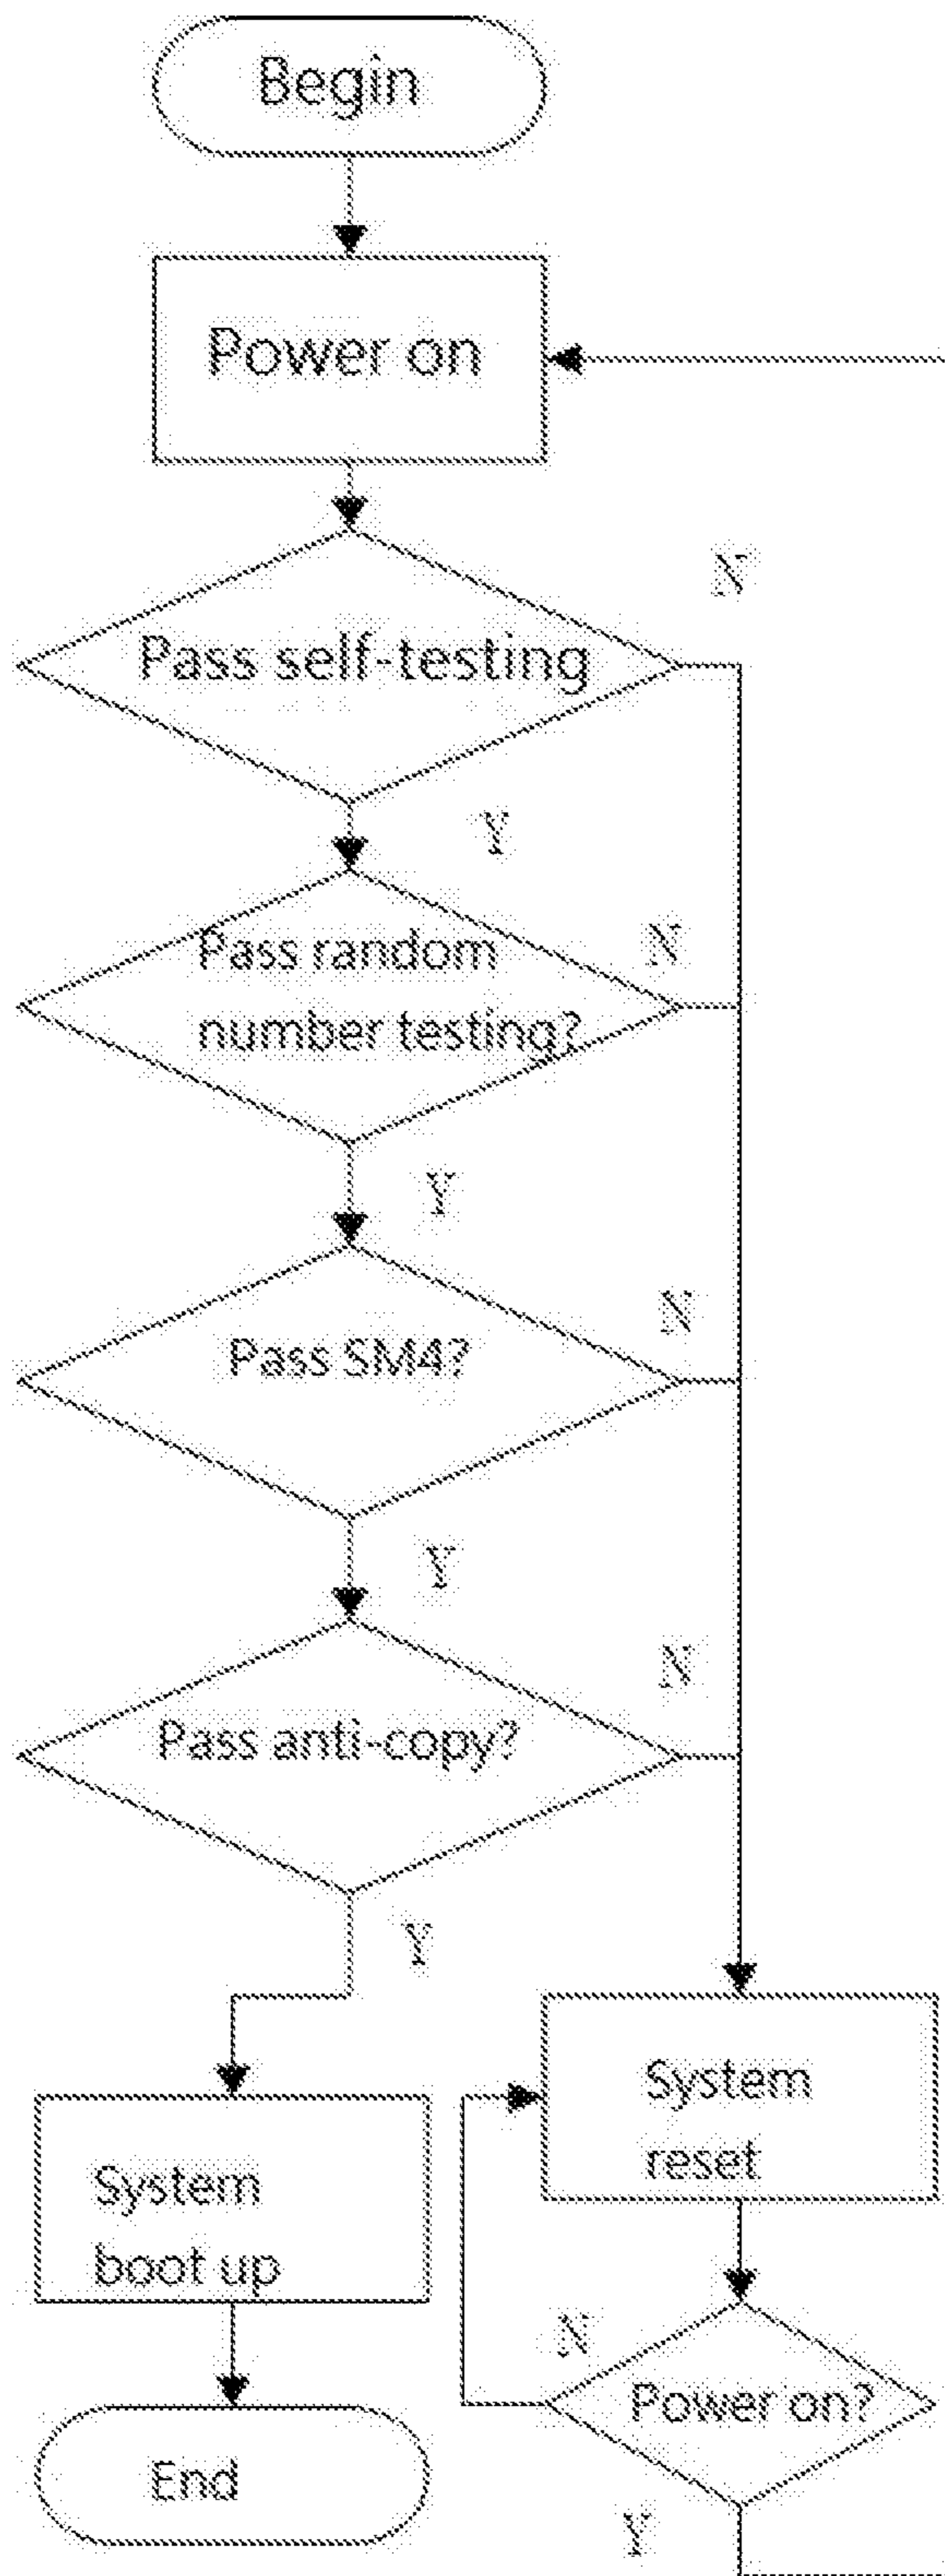 Begin
Power on
N
Pass self-testing
Y
Pass random
N
number testing?
Y
N
Pass SM4?
Y
N
Pass anti-copy?
Y
System
reset
System
boot up
N
Power on?
End
Y